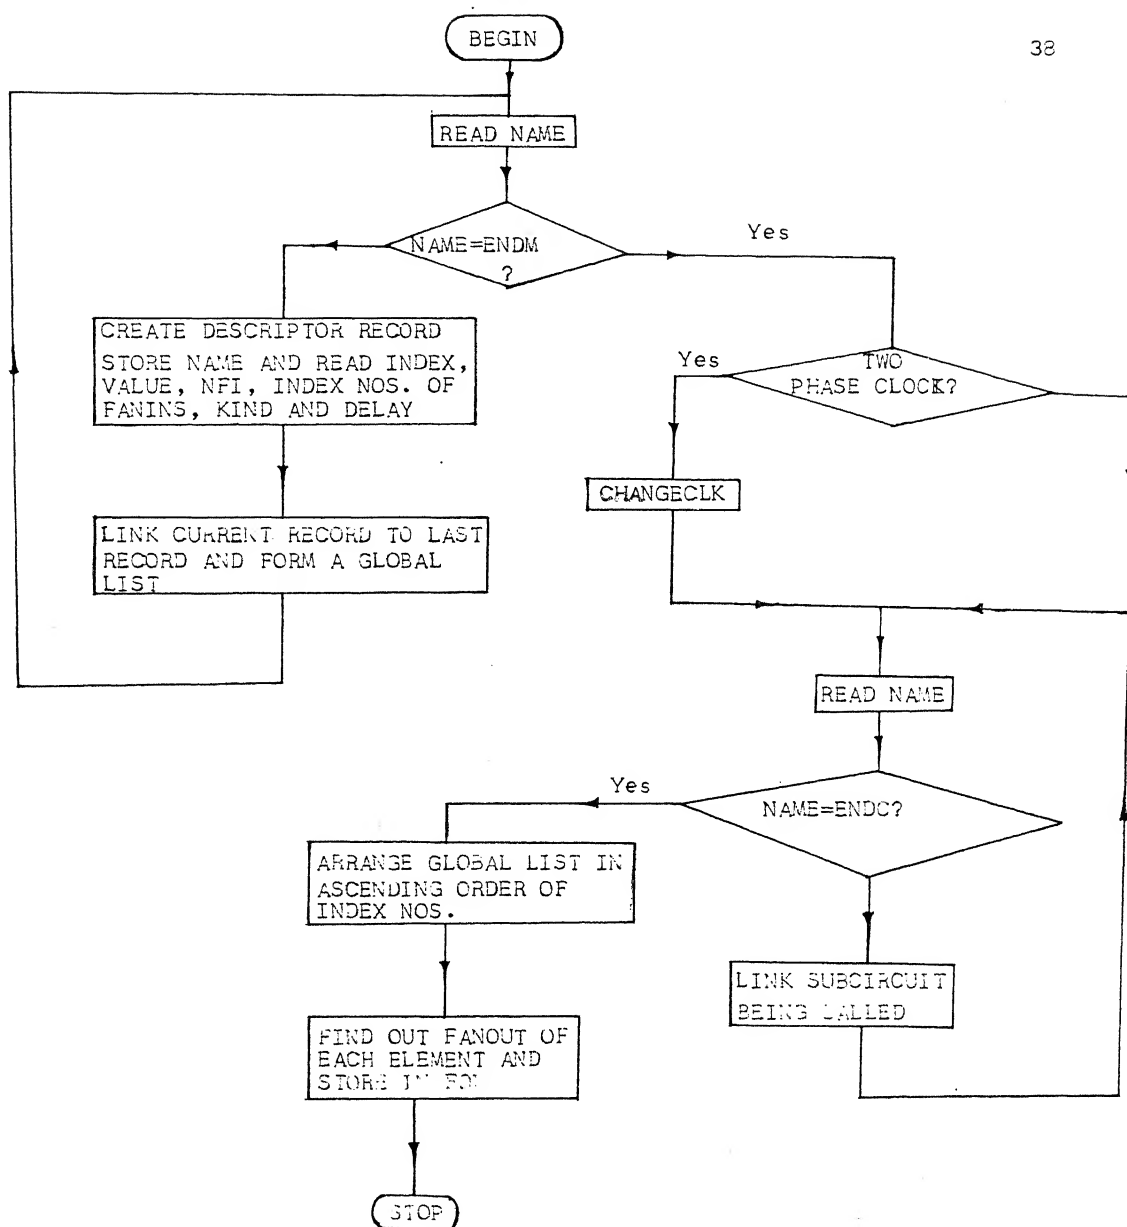 38
BEGIN
READ NAME
NAME=ENDM
?
Yes
CREATE DESCRIPTOR RECORD
STORE NAME AND READ INDEX,
VALUE, NFI, INDEX NOS. OF
FANINS, KIND AND DELAY
LINK CURRENT RECORD TO LAST
RECORD AND FORM A GLOBAL
LIST
TWO
PHASE CLOCK?
Yes
CHANGECLK
READ NAME
NAME=ENDC?
Yes
ARRANGE GLOBAL LIST IN
ASCENDING ORDER OF
INDEX NOS.
LINK SUBCIRCUIT
BEING CALLED
FIND OUT FANOUT OF
EACH ELEMENT AND
STORE IN
STOP